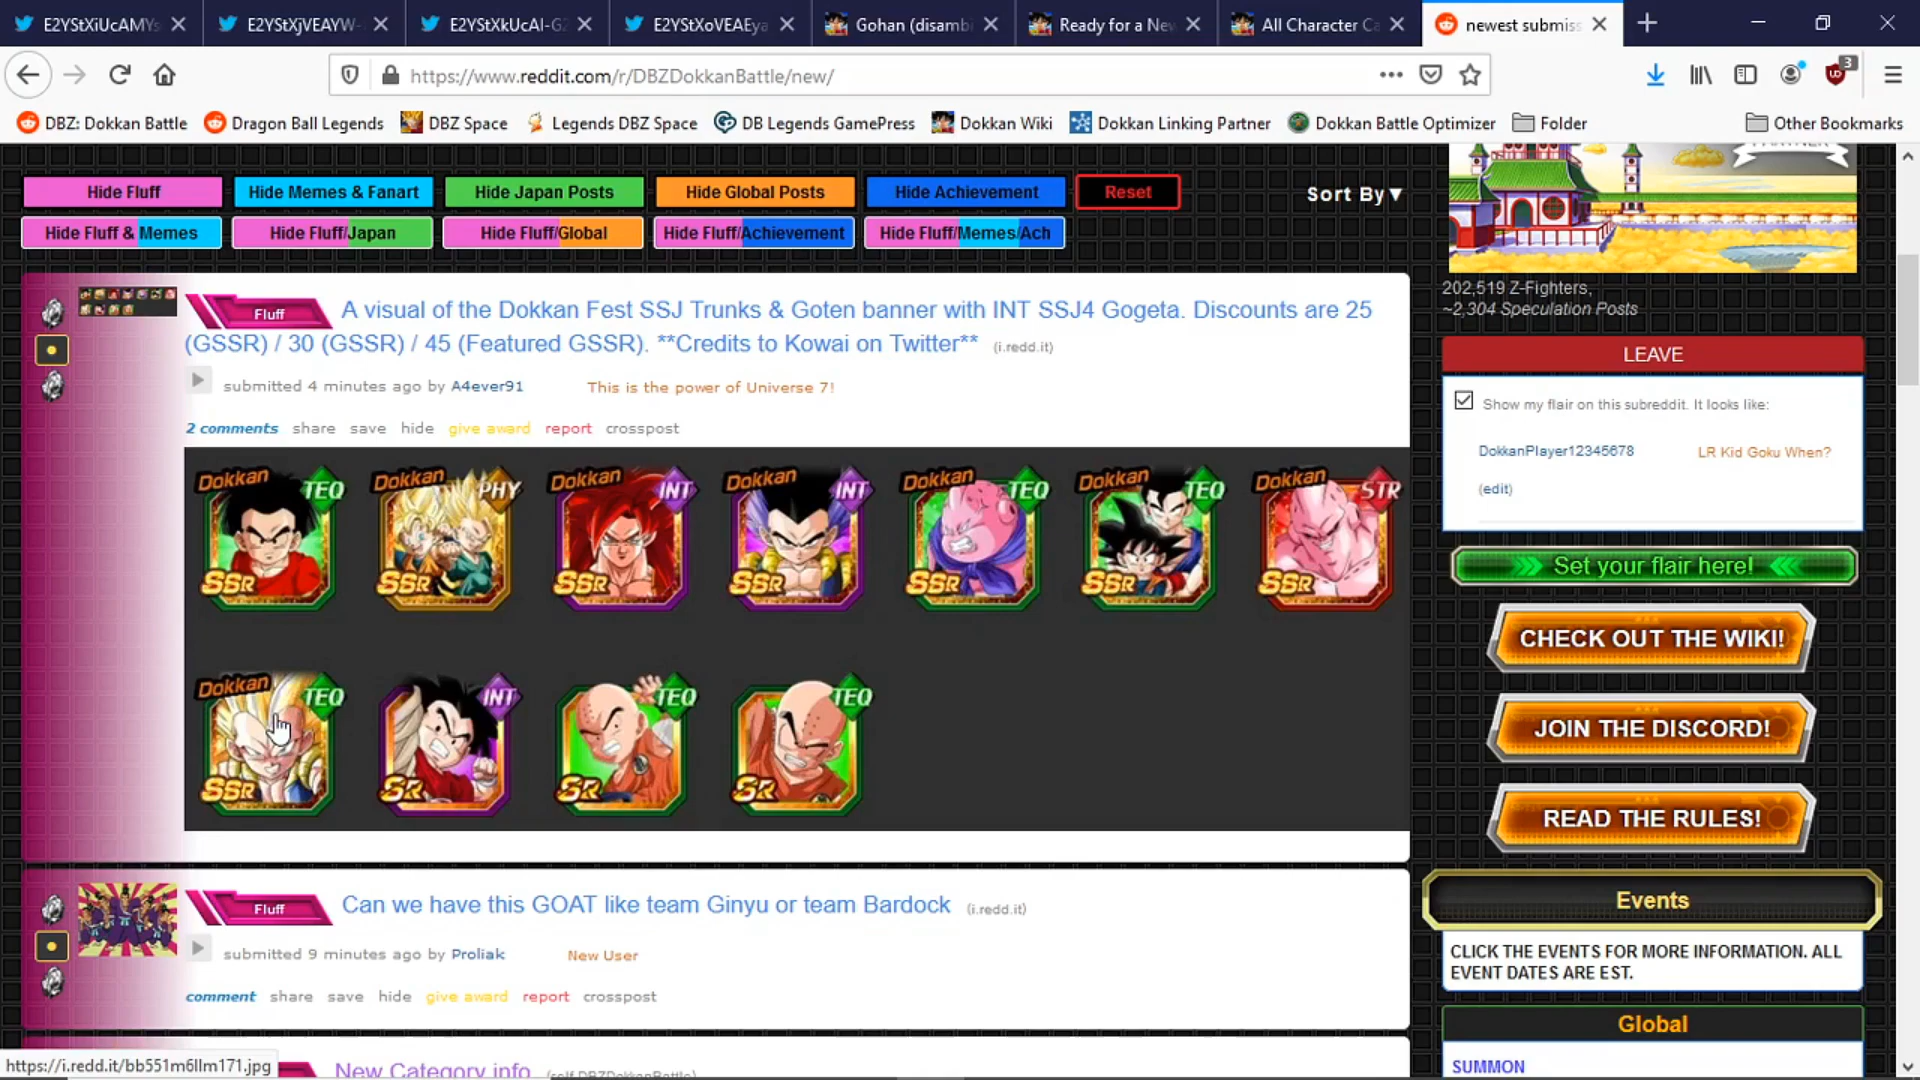 E2YStXiUcAMYs
E2YStXjVEAYW-
E2YStXkUcAI-G
E2YStXoVEAEya
Gohan (disambi
Ready for a Ne
All Character Ca
newest submiss
https://www.reddit.com/r/DBZDokkanBattle/new/
3
DBZ: Dokkan Battle
Dragon Ball Legends
DBZ Space
Legends DBZ Space
DB Legends GamePress
Dokkan Wiki
Dokkan Linking Partner
Dokkan Battle Optimizer
Folder
Other Bookmarks
Hide Fluff
Hide Memes & Fanart
Hide Japan Posts
Hide Global Posts
Hide Achievement
Reset
Sort By▼
Hide Fluff & Memes
Hide Fluff/Japan
Hide Fluff/Global
Hide Fluff/Achievement
Hide Fluff/Memes/Ach
Fluff
A visual of the Dokkan Fest SSJ Trunks & Goten banner with INT SSJ4 Gogeta. Discounts are 25
(GSSR) / 30 (GSSR) / 45 (Featured GSSR). **Credits to Kowai on Twitter** (i.redd.it)
submitted 4 minutes ago by A4ever91 This is the power of Universe 7!
2 comments share save hide give award report crosspost
Dokkan TEQ SSR
Dokkan PHY SSR
Dokkan INT SSR
Dokkan INT SSR
Dokkan TEQ SSR
Dokkan TEQ SSR
Dokkan STR SSR
Dokkan TEQ SSR
INT SR
TEQ SR
TEQ SR
Fluff
Can we have this GOAT like team Ginyu or team Bardock (i.redd.it)
submitted 9 minutes ago by Proliak New User
comment share save hide give award report crosspost
New Category info (self.DBZDokkanBattle)
https://i.redd.it/bb551m6llm171.jpg
PARTNER
202,519 Z-Fighters,
~2,304 Speculation Posts
LEAVE
Show my flair on this subreddit. It looks like:
DokkanPlayer12345678 LR Kid Goku When?
(edit)
Set your flair here!
CHECK OUT THE WIKI!
JOIN THE DISCORD!
READ THE RULES!
Events
CLICK THE EVENTS FOR MORE INFORMATION. ALL
EVENT DATES ARE EST.
Global
SUMMON